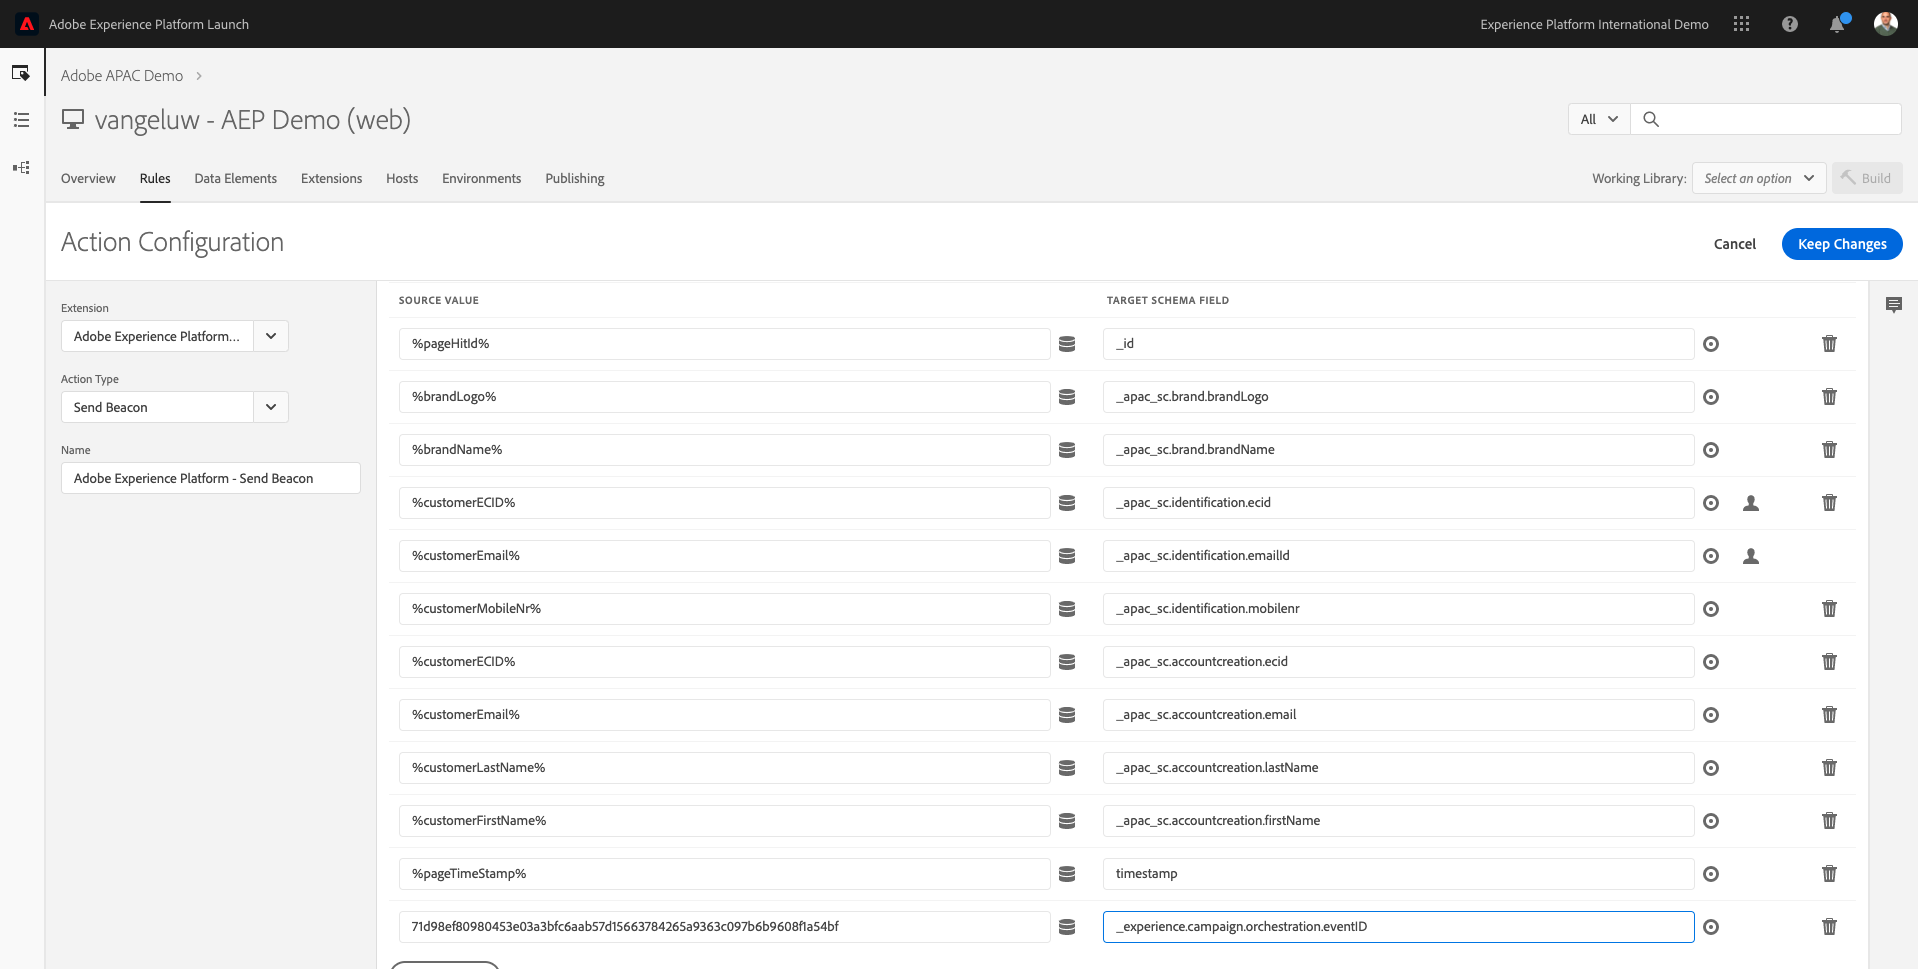 Adobe Experience Platform Launch
Experience Platform International Demo
Adobe APAC Demo
vangeluw - AEP Demo (web)
All
Overview Rules Data Elements Extensions Hosts Environments Publishing
Working Library: Select an option Build
Action Configuration
Cancel Keep Changes
Extension
Adobe Experience Platform...
Action Type
Send Beacon
Name
Adobe Experience Platform - Send Beacon
SOURCE VALUE TARGET SCHEMA FIELD
%pageHitId% _id
%brandLogo% _apac_sc.brand.brandLogo
%brandName% _apac_sc.brand.brandName
%customerECID% _apac_sc.identification.ecid
%customerEmail% _apac_sc.identification.emailId
%customerMobileNr% _apac_sc.identification.mobilenr
%customerECID% _apac_sc.accountcreation.ecid
%customerEmail% _apac_sc.accountcreation.email
%customerLastName% _apac_sc.accountcreation.lastName
%customerFirstName% _apac_sc.accountcreation.firstName
%pageTimeStamp% timestamp
71d98ef80980453e03a3bfc6aab57d15663784265a9363c097b6b9608f1a54bf _experience.campaign.orchestration.eventID